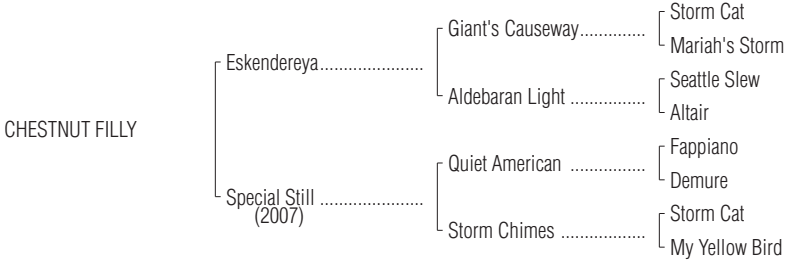 Storm Cat
Giant's Causeway..............
Mariah's Storm
Eskendereya......................
Seattle Slew
Aldebaran Light ................
Altair
CHESTNUT FILLY
Fappiano
Quiet American ................
Demure
Special Still ......................
(2007)
Storm Cat
Storm Chimes ..................
My Yellow Bird